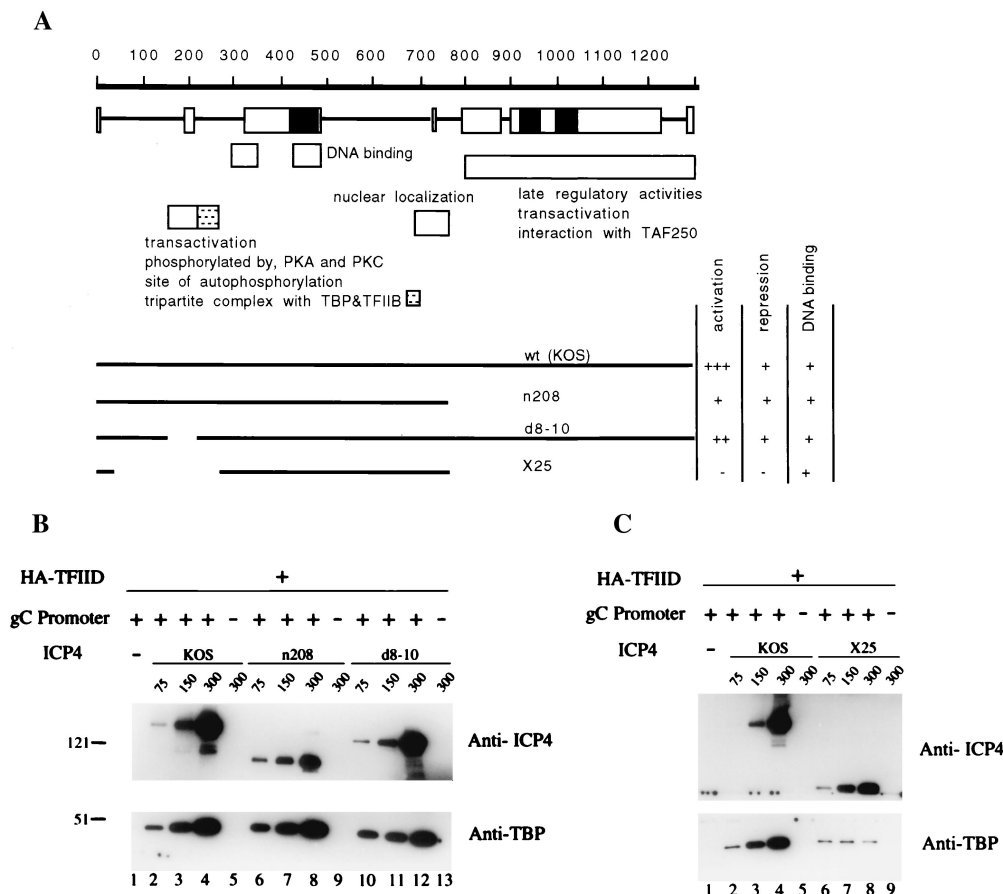 A
0 100 200 300 400 500 600 700 800 900 1000 1100 1200
DNA binding
nuclear localization
late regulatory activities
transactivation
interaction with TAF250
transactivation
phosphorylated by, PKA and PKC
site of autophosphorylation
tripartite complex with TBP&TFIIB
activation
repression
DNA binding
wt (KOS) +++ + +
n208 + + +
d8-10 ++ + +
X25 - - +
B
HA-TFIID +
gC Promoter + + + + - + + + - + + + -
ICP4 - KOS n208 d8-10
75 150 300 300 75 150 300 300 75 150 300 300
121
Anti- ICP4
51
Anti-TBP
1 2 3 4 5 6 7 8 9 10 11 12 13
C
HA-TFIID +
gC Promoter + + + + - + + + -
ICP4 - KOS X25
75 150 300 300 75 150 300 300
Anti- ICP4
Anti-TBP
1 2 3 4 5 6 7 8 9